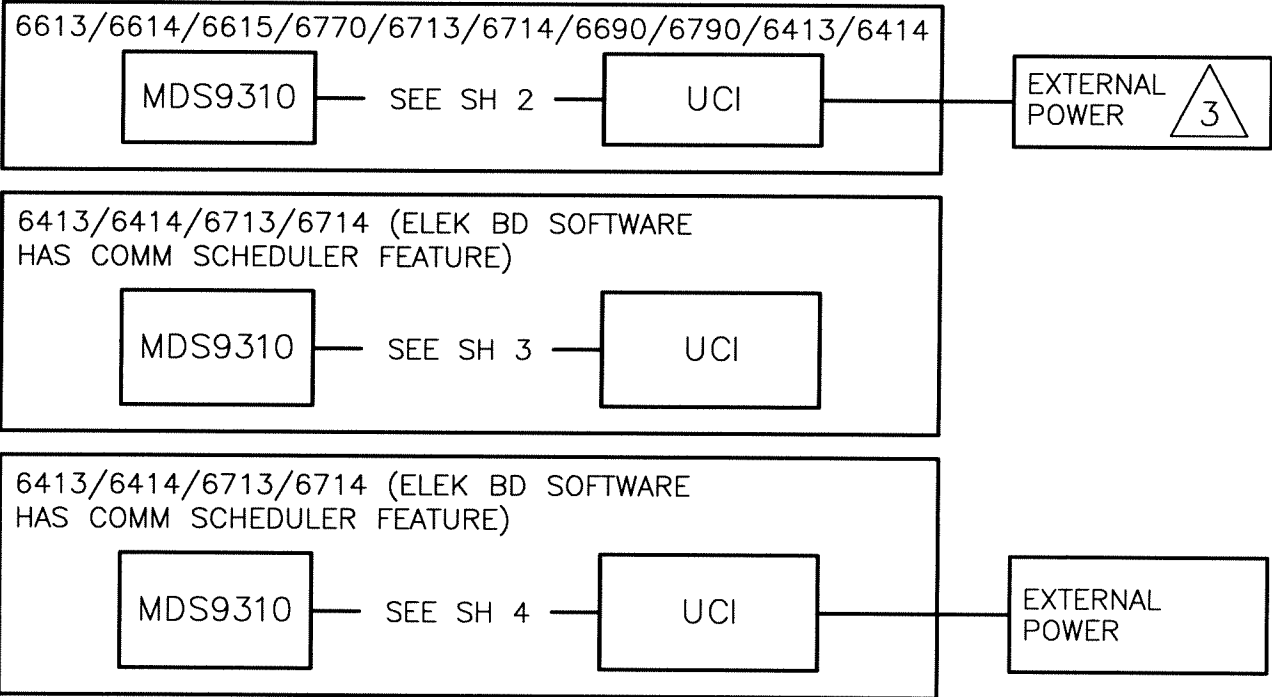 6613/6614/6615/6770/6713/6714/6690/6790/6413/6414
MDS9310
SEE SH 2
UCI
EXTERNAL
POWER
3
6413/6414/6713/6714 (ELEK BD SOFTWARE
HAS COMM SCHEDULER FEATURE)
MDS9310
SEE SH 3
UCI
6413/6414/6713/6714 (ELEK BD SOFTWARE
HAS COMM SCHEDULER FEATURE)
MDS9310
SEE SH 4
UCI
EXTERNAL
POWER